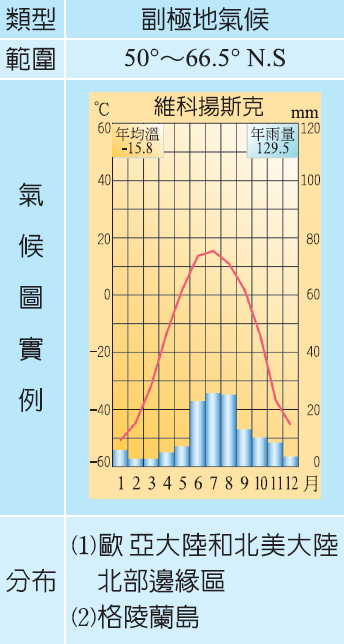 類型 副極地氣候
範圍 50°～66.5° N.S
氣候圖實例
℃ 維科揚斯克 mm
年均溫 -15.8
年雨量 129.5
60 120
40 100
20 80
0 60
-20 40
-40 20
-60 0
1 2 3 4 5 6 7 8 9 10 11 12 月
分布
(1)歐 亞大陸和北美大陸
北部邊緣區
(2)格陵蘭島